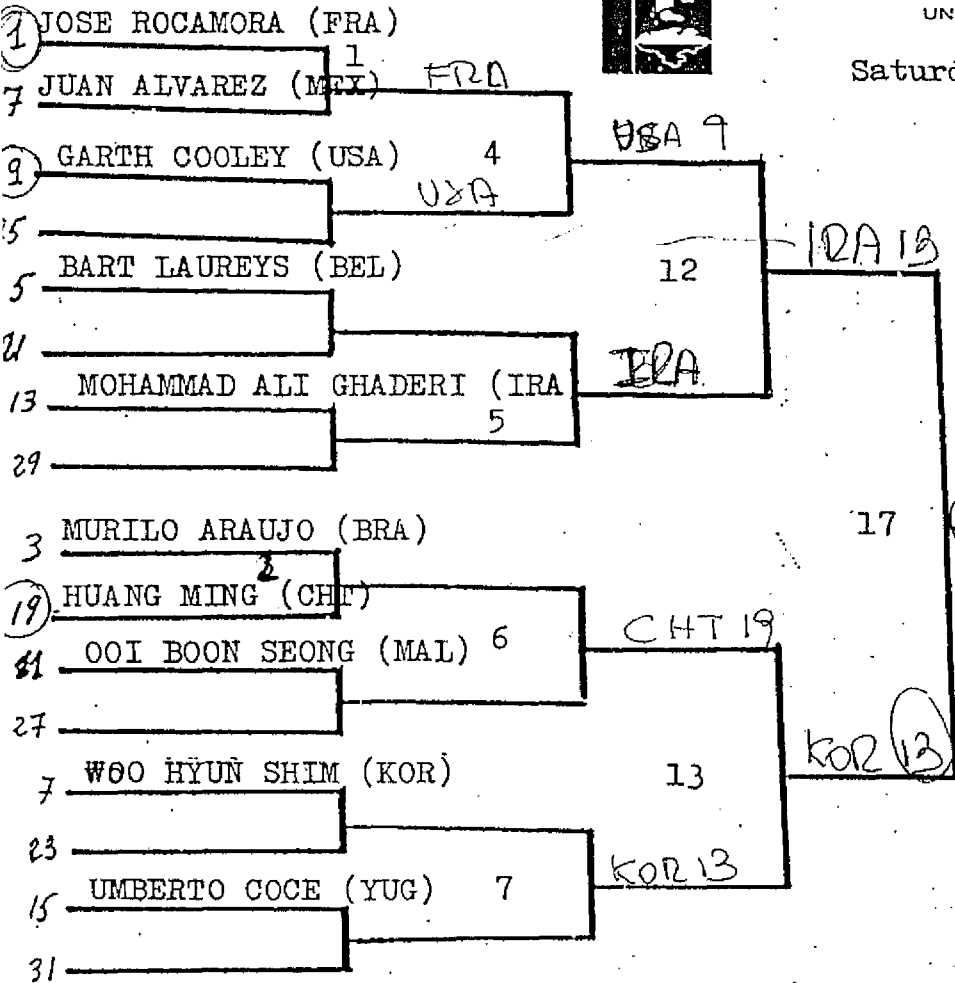 UN
1 JOSE ROCAMORA (FRA)
1
Satur
7 JUAN ALVAREZ (MEX)
FRA
USA 9
9 GARTH COOLEY (USA)
4
USA
15
IRA 13
5 BART LAUREYS (BEL)
12
21
IRA
13 MOHAMMAD ALI GHADERI (IRA
5
29
3 MURILO ARAUJO (BRA)
17
2
19 HUANG MING (CHT)
CHT 19
11 OOI BOON SEONG (MAL)
6
27
KOR 13
7 WOO HYUN SHIM (KOR)
13
23
KOR 13
15 UMBERTO COCE (YUG)
7
31